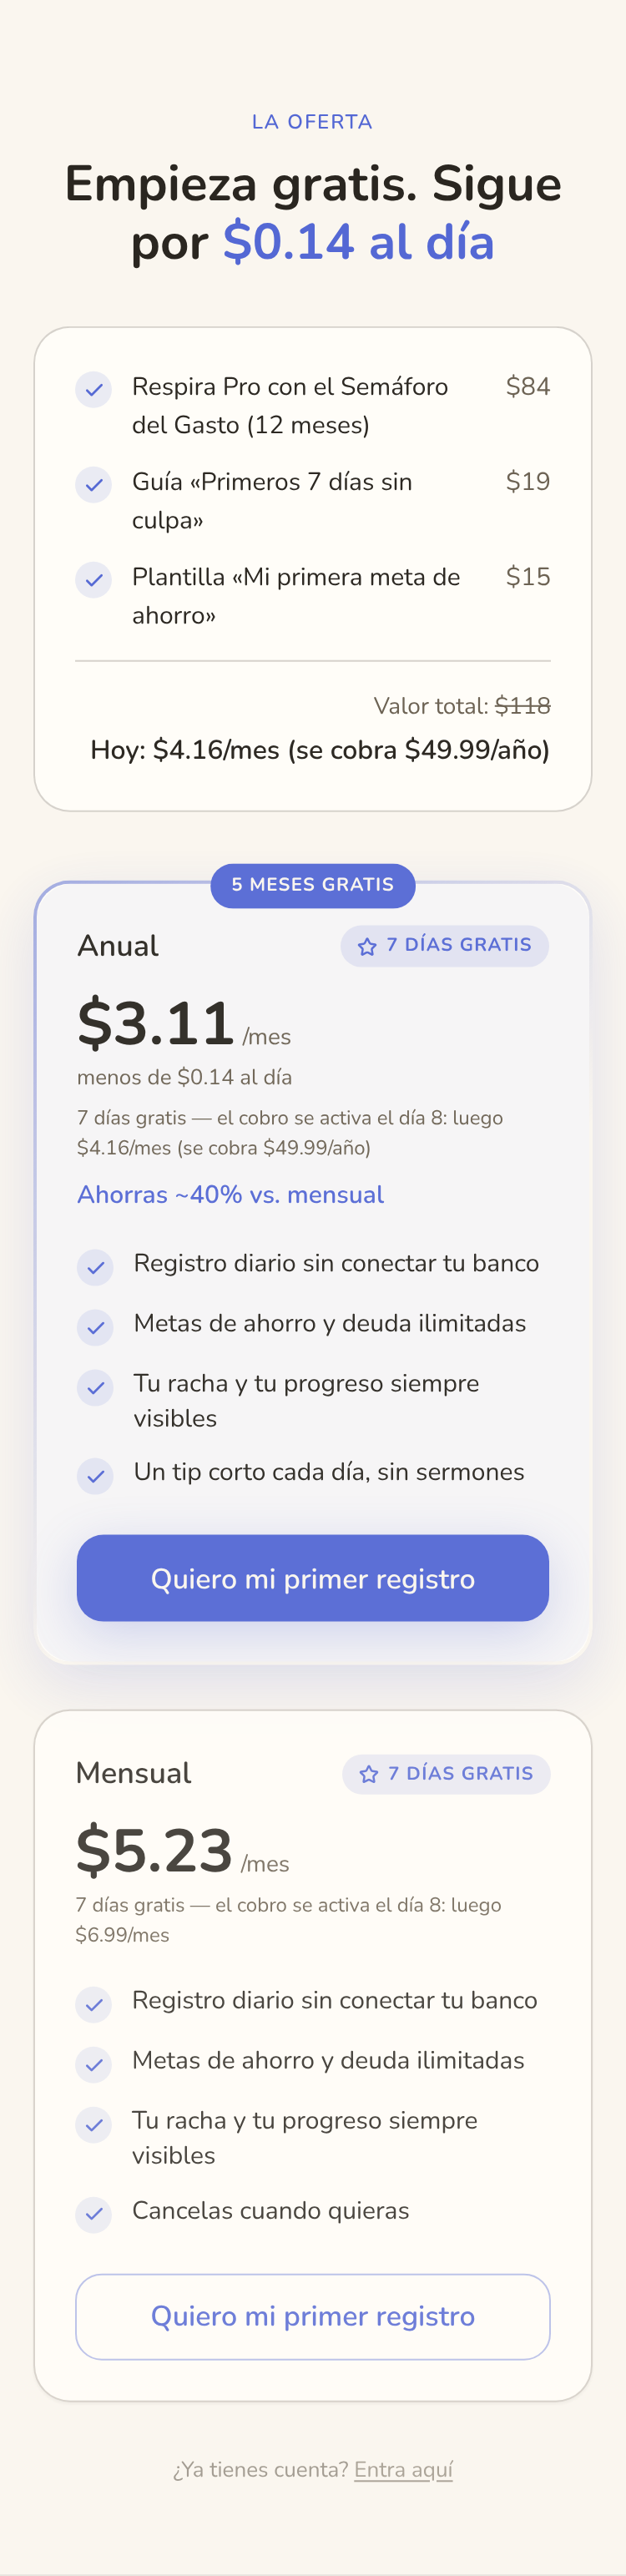 LA OFERTA
Empieza gratis. Sigue
por $0.14 al día
Respira Pro con el Semáforo $84
del Gasto (12 meses)
Guía «Primeros 7 días sin $19
culpa»
Plantilla «Mi primera meta de $15
ahorro»
Valor total: $118
Hoy: $4.16/mes (se cobra $49.99/año)
5 MESES GRATIS
Anual 7 DÍAS GRATIS
$3.11 /mes
menos de $0.14 al día
7 días gratis — el cobro se activa el día 8: luego
$4.16/mes (se cobra $49.99/año)
Ahorras ~40% vs. mensual
Registro diario sin conectar tu banco
Metas de ahorro y deuda ilimitadas
Tu racha y tu progreso siempre
visibles
Un tip corto cada día, sin sermones
Quiero mi primer registro
Mensual 7 DÍAS GRATIS
$5.23 /mes
7 días gratis — el cobro se activa el día 8: luego
$6.99/mes
Registro diario sin conectar tu banco
Metas de ahorro y deuda ilimitadas
Tu racha y tu progreso siempre
visibles
Cancelas cuando quieras
Quiero mi primer registro
¿Ya tienes cuenta? Entra aquí